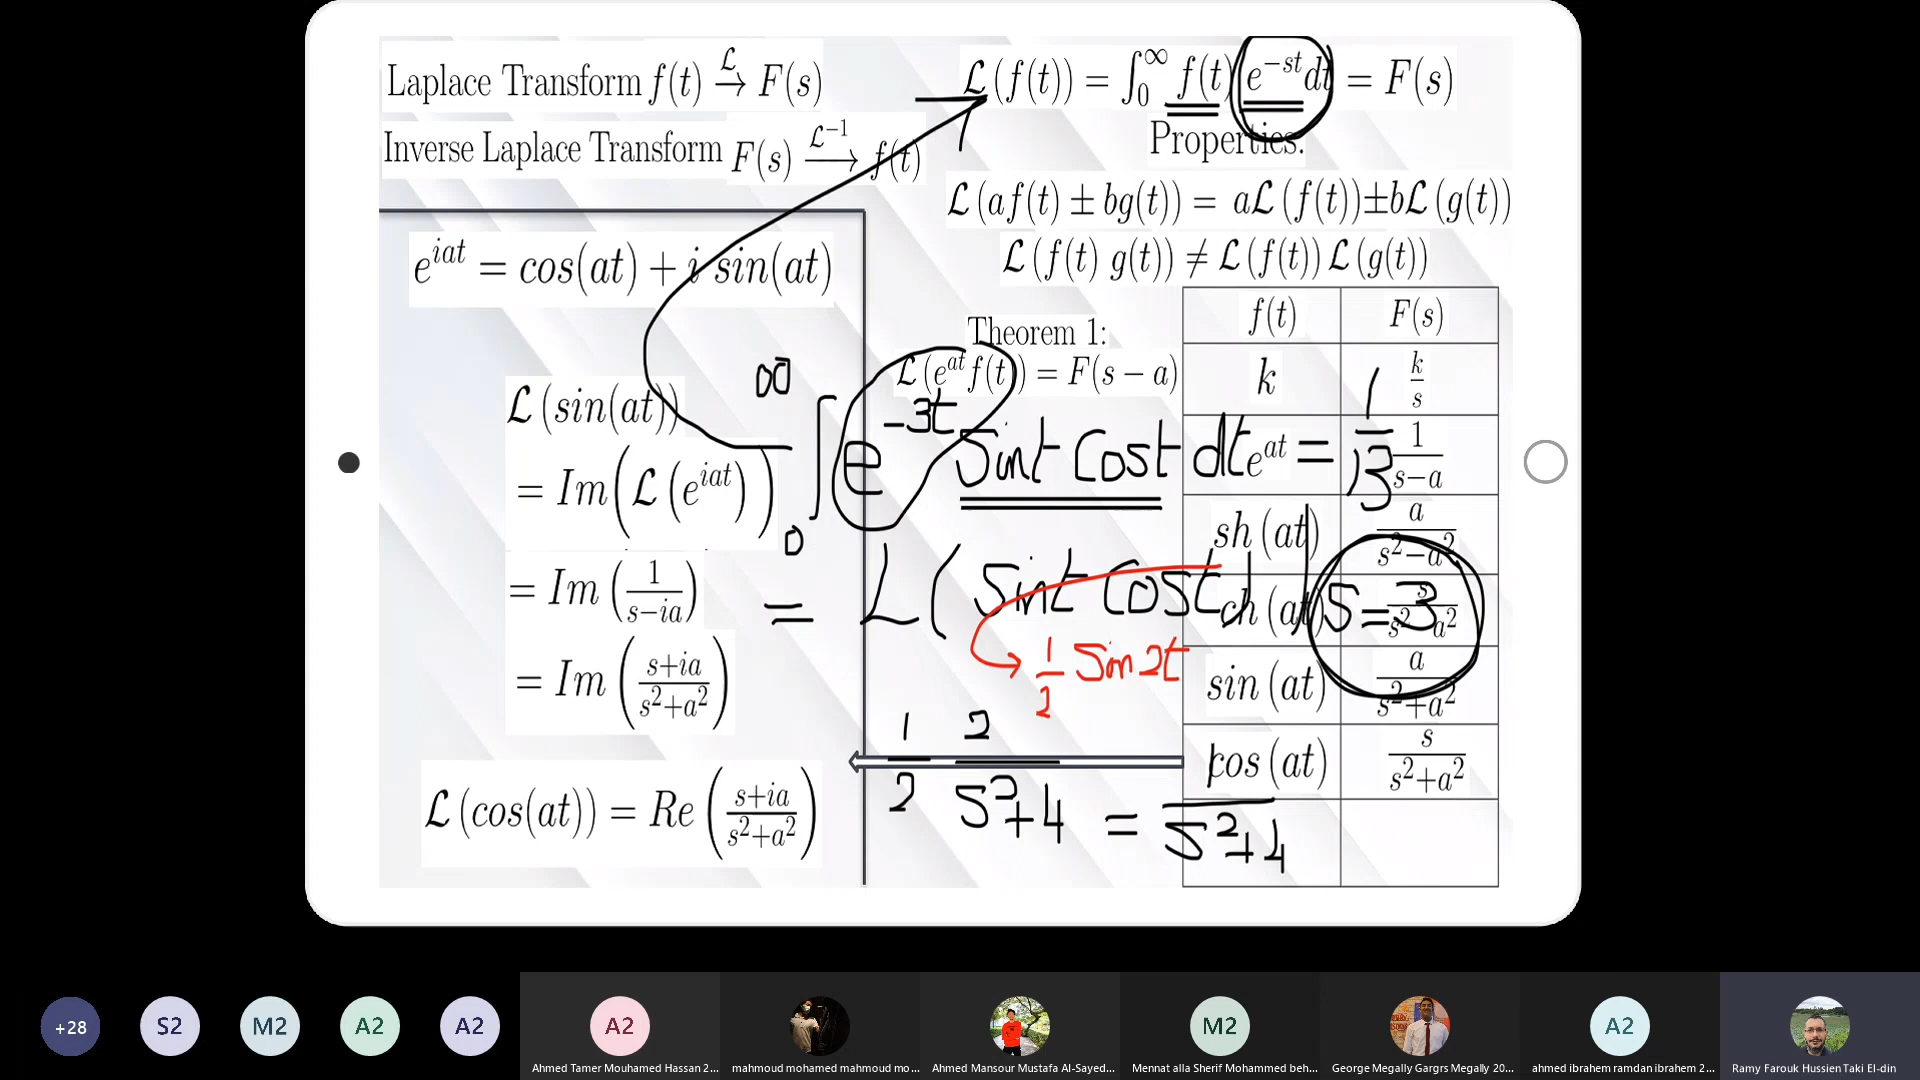 Laplace Transform f(t) →ℒ F(s)
Inverse Laplace Transform F(s) →ℒ⁻¹ f(t)
ℒ(f(t)) = ∫₀^∞ f(t) e^{-st} dt = F(s)
Properties:
ℒ(af(t) ± bg(t)) = aℒ(f(t)) ± bℒ(g(t))
ℒ(f(t) g(t)) ≠ ℒ(f(t)) ℒ(g(t))
e^{iat} = cos(at) + i sin(at)
Theorem 1:
ℒ(e^{at} f(t)) = F(s − a)
ℒ(sin(at))
= Im(ℒ(e^{iat}))
= Im(1/(s−ia))
= Im((s+ia)/(s²+a²))
ℒ(cos(at)) = Re((s+ia)/(s²+a²))
∫₀^∞ e^{-3t} Sint Cost dt = 1/13
= L(Sint Cost) S=3
1/2 Sin 2t
1/2 2/(S²+4) = 1/(S²+4)
f(t) F(s)
k k/s
e^{at} 1/(s−a)
sh(at) a/(s²−a²)
ch(at) s/(s² a²)
sin(at) a/(s²+a²)
cos(at) s/(s²+a²)
+28 S2 M2 A2 A2 A2 M2 A2
Ahmed Tamer Mouhamed Hassan 2...
mahmoud mohamed mahmoud mo...
Ahmed Mansour Mustafa Al-Sayed...
Mennat alla Sherif Mohammed beh...
George Megally Gargrs Megally 20...
ahmed ibrahem ramdan ibrahem 2...
Ramy Farouk Hussien Taki El-din